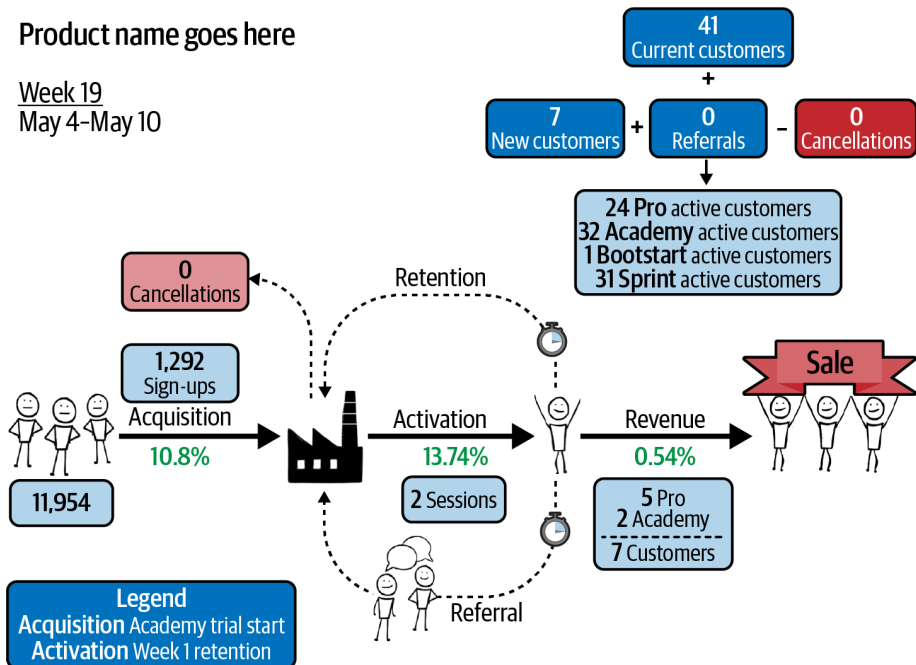 Product name goes here
Week 19
May 4–May 10
41
Current customers
+
7
New customers
+
0
Referrals
–
0
Cancellations
24 Pro active customers
32 Academy active customers
1 Bootstart active customers
31 Sprint active customers
0
Cancellations
Retention
1,292
Sign-ups
Acquisition
10.8%
11,954
Activation
13.74%
2 Sessions
Revenue
0.54%
Sale
5 Pro
2 Academy
7 Customers
Referral
Legend
Acquisition Academy trial start
Activation Week 1 retention